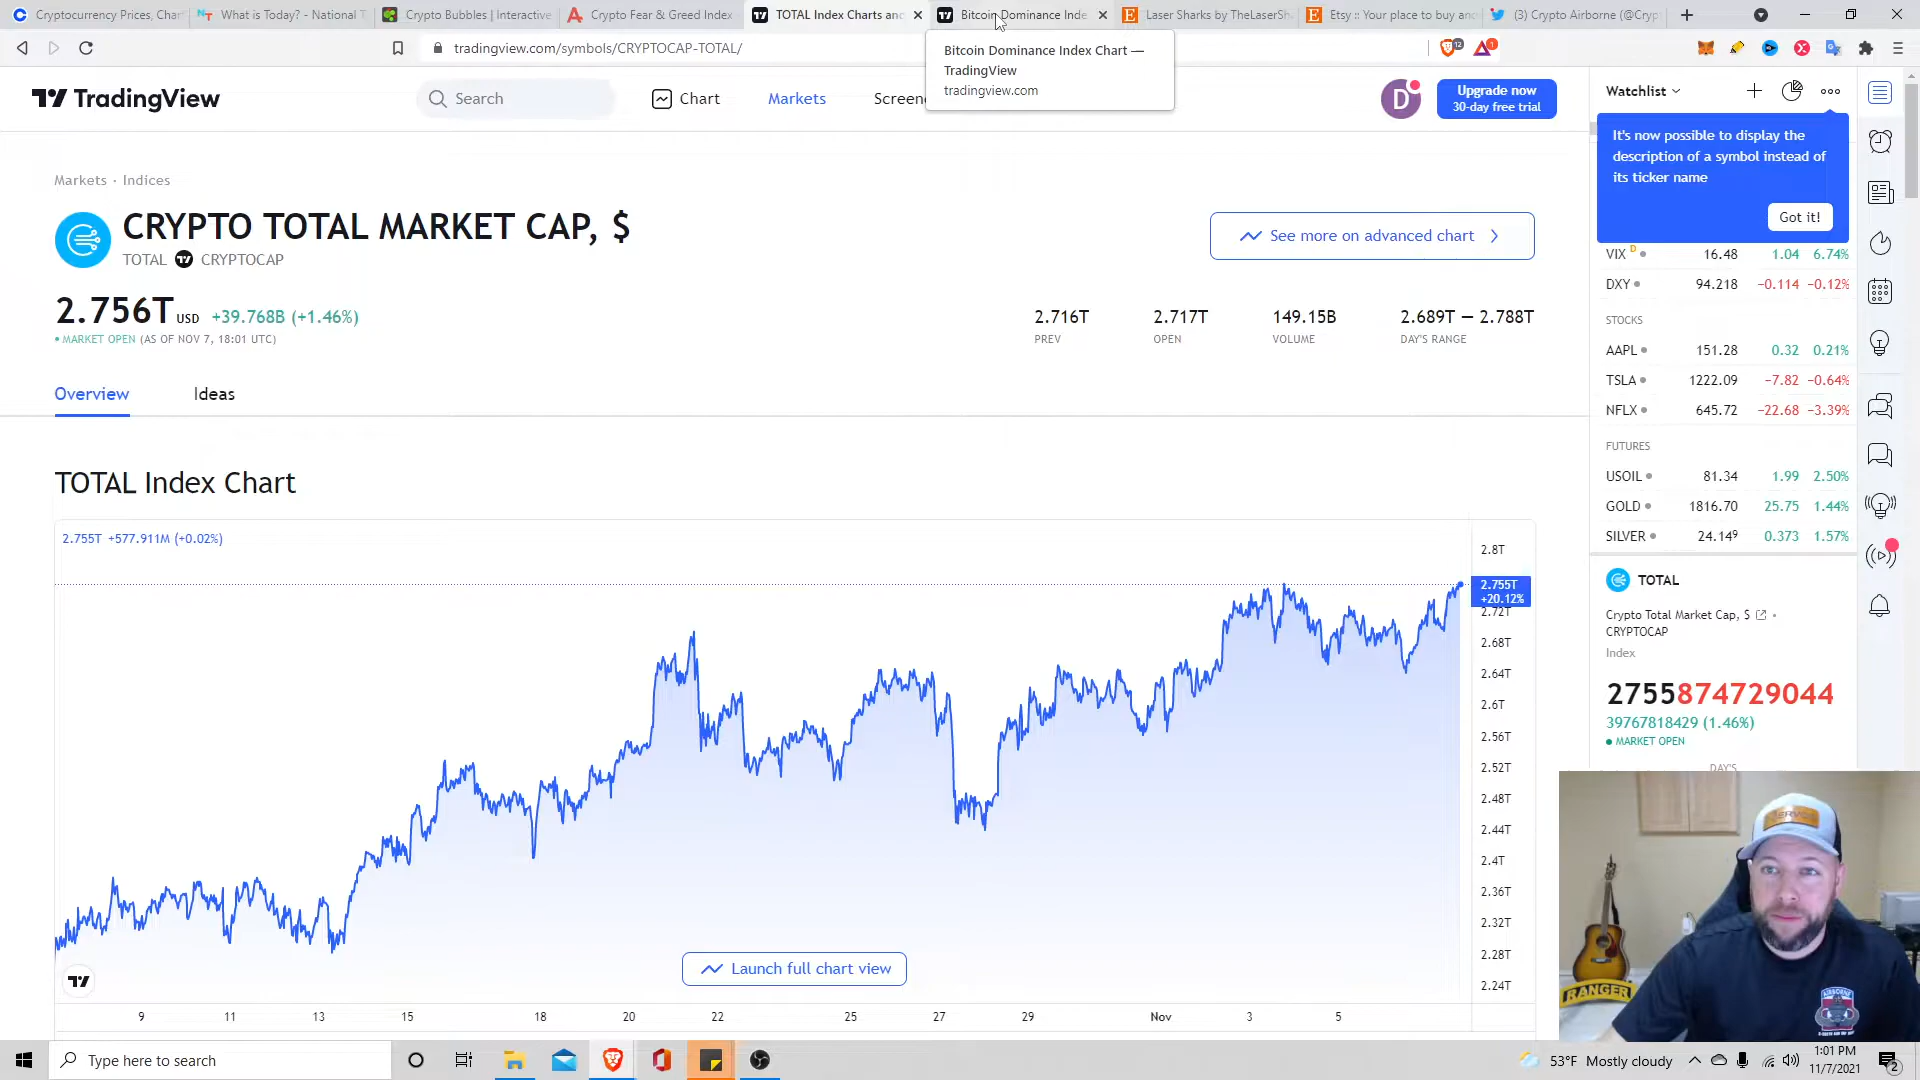 Cryptocurrency Prices, Char
What is Today? - National T
Crypto Bubbles | Interactive
Crypto Fear & Greed Index
TOTAL Index Charts and
Bitcoin Dominance Inde
Laser Sharks by TheLaserSh
Etsy :: Your place to buy and
(3) Crypto Airborne (@Cryp
tradingview.com/symbols/CRYPTOCAP-TOTAL/
12
1
Bitcoin Dominance Index Chart —
TradingView
tradingview.com
TradingView
Search
Chart
Markets
Screen
D
Upgrade now
30-day free trial
Watchlist
It's now possible to display the
description of a symbol instead of
its ticker name
Got it!
Markets · Indices
CRYPTO TOTAL MARKET CAP, $
TOTAL CRYPTOCAP
See more on advanced chart
2.756T USD +39.768B (+1.46%)
MARKET OPEN (AS OF NOV 7, 18:01 UTC)
2.716T
PREV
2.717T
OPEN
149.15B
VOLUME
2.689T — 2.788T
DAY'S RANGE
Overview
Ideas
VIX D 16.48 1.04 6.74%
DXY 94.218 −0.114 −0.12%
STOCKS
AAPL 151.28 0.32 0.21%
TSLA 1222.09 −7.82 −0.64%
NFLX 645.72 −22.68 −3.39%
FUTURES
USOIL 81.34 1.99 2.50%
GOLD 1816.70 25.75 1.44%
SILVER 24.149 0.373 1.57%
TOTAL
Crypto Total Market Cap, $
CRYPTOCAP
Index
2755874729044
39767818429 (1.46%)
MARKET OPEN
DAY'S
TOTAL Index Chart
2.755T +577.911M (+0.02%)
2.8T
2.755T
+20.12%
2.72T
2.68T
2.64T
2.6T
2.56T
2.52T
2.48T
2.44T
2.4T
2.36T
2.32T
2.28T
2.24T
Launch full chart view
9 11 13 15 18 20 22 25 27 29 Nov 3 5
RANGER
AIRBORNE
Type here to search
53°F Mostly cloudy
1:01 PM
11/7/2021
2